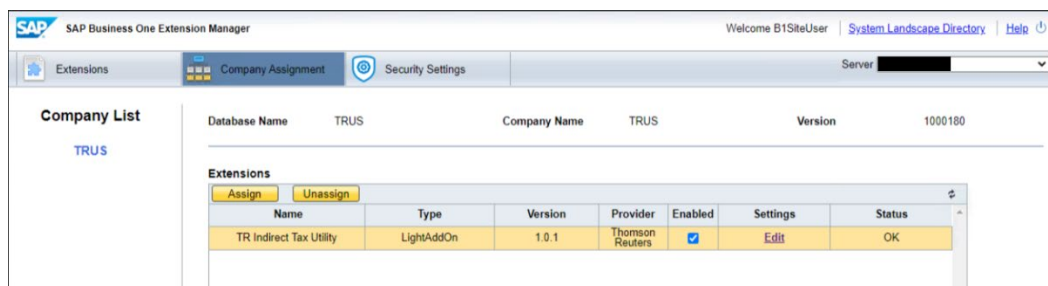 SAP SAP Business One Extension Manager Welcome B1SiteUser System Landscape Directory Help
Extensions Company Assignment Security Settings Server
Company List
TRUS
Database Name TRUS Company Name TRUS Version 1000180
Extensions
Assign Unassign
Name Type Version Provider Enabled Settings Status
TR Indirect Tax Utility LightAddOn 1.0.1 Thomson Reuters Edit OK